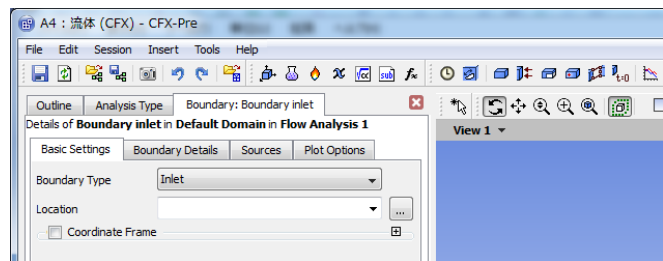 A4 : 流体 (CFX) - CFX-Pre
File Edit Session Insert Tools Help
Outline Analysis Type Boundary: Boundary inlet
Details of Boundary inlet in Default Domain in Flow Analysis 1
View 1
Basic Settings Boundary Details Sources Plot Options
Boundary Type Inlet
Location ...
Coordinate Frame